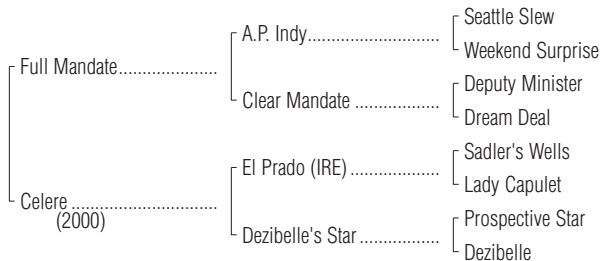 Seattle Slew
A.P. Indy
Weekend Surprise
Full Mandate
Deputy Minister
Clear Mandate
Dream Deal
Sadler's Wells
El Prado (IRE)
Lady Capulet
Celere
(2000)
Prospective Star
Dezibelle's Star
Dezibelle